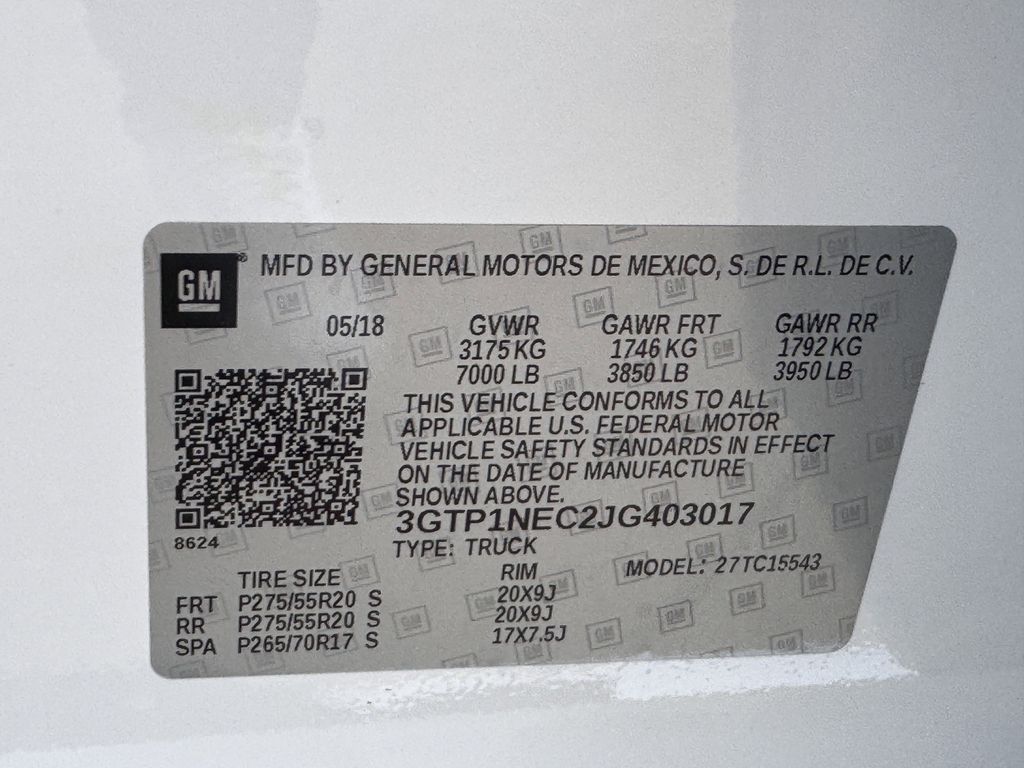 GM® MFD BY GENERAL MOTORS DE MEXICO, S. DE R.L. DE C.V.
05/18 GVWR GAWR FRT GAWR RR
3175 KG 1746 KG 1792 KG
7000 LB 3850 LB 3950 LB
THIS VEHICLE CONFORMS TO ALL
APPLICABLE U.S. FEDERAL MOTOR
VEHICLE SAFETY STANDARDS IN EFFECT
ON THE DATE OF MANUFACTURE
SHOWN ABOVE.
3GTP1NEC2JG403017
8624 TYPE: TRUCK
MODEL: 27TC15543
TIRE SIZE RIM
FRT P275/55R20 S 20X9J
RR P275/55R20 S 20X9J
SPA P265/70R17 S 17X7.5J